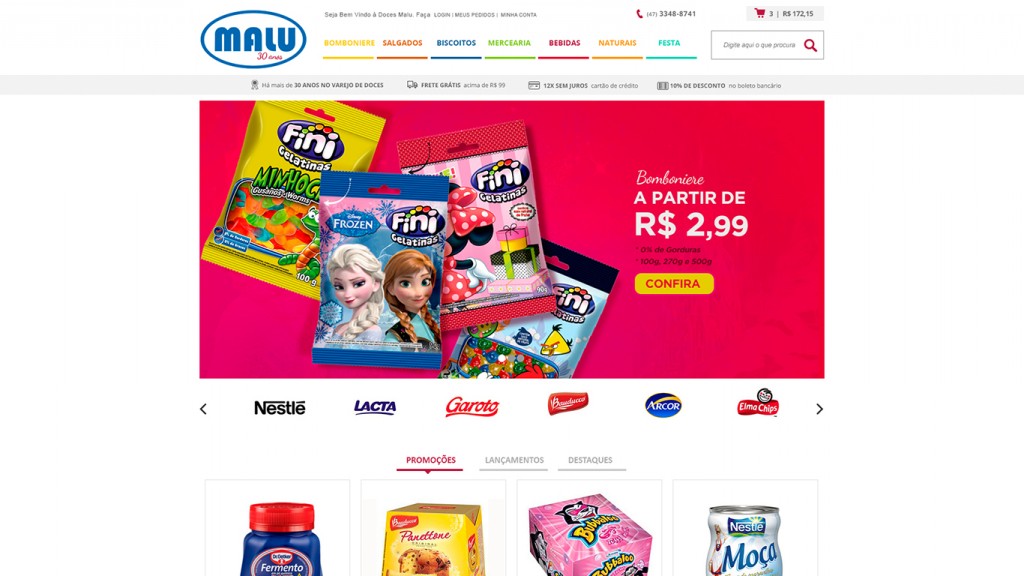 MALU
30 anos
Seja Bem Vindo à Doces Malu. Faça LOGIN | MEUS PEDIDOS | MINHA CONTA
(47) 3348-8741
3 | R$ 172,15
BOMBONIERE SALGADOS BISCOITOS MERCEARIA BEBIDAS NATURAIS FESTA
Digite aqui o que procura
Há mais de 30 ANOS NO VAREJO DE DOCES
FRETE GRÁTIS acima de R$ 99
12X SEM JUROS cartão de crédito
10% DE DESCONTO no boleto bancário
Fini
Gelatinas
Gusanos/Worms
100 g
Disney
FROZEN
Fini
Gelatinas
Fini
Gelatinas
90g
Fini
Gelatinas
Bomboniere
A PARTIR DE
R$ 2,99
* 0% de Gorduras
* 100g, 270g e 500g
CONFIRA
Nestlé LACTA Garoto Bauducco ARCOR Elma Chips
PROMOÇÕES LANÇAMENTOS DESTAQUES
Dr.Oetker
Fermento
Bauducco
Panettone
ORIGINAL
Bubbaloo
Bubbaloo
Nestlé
Moça